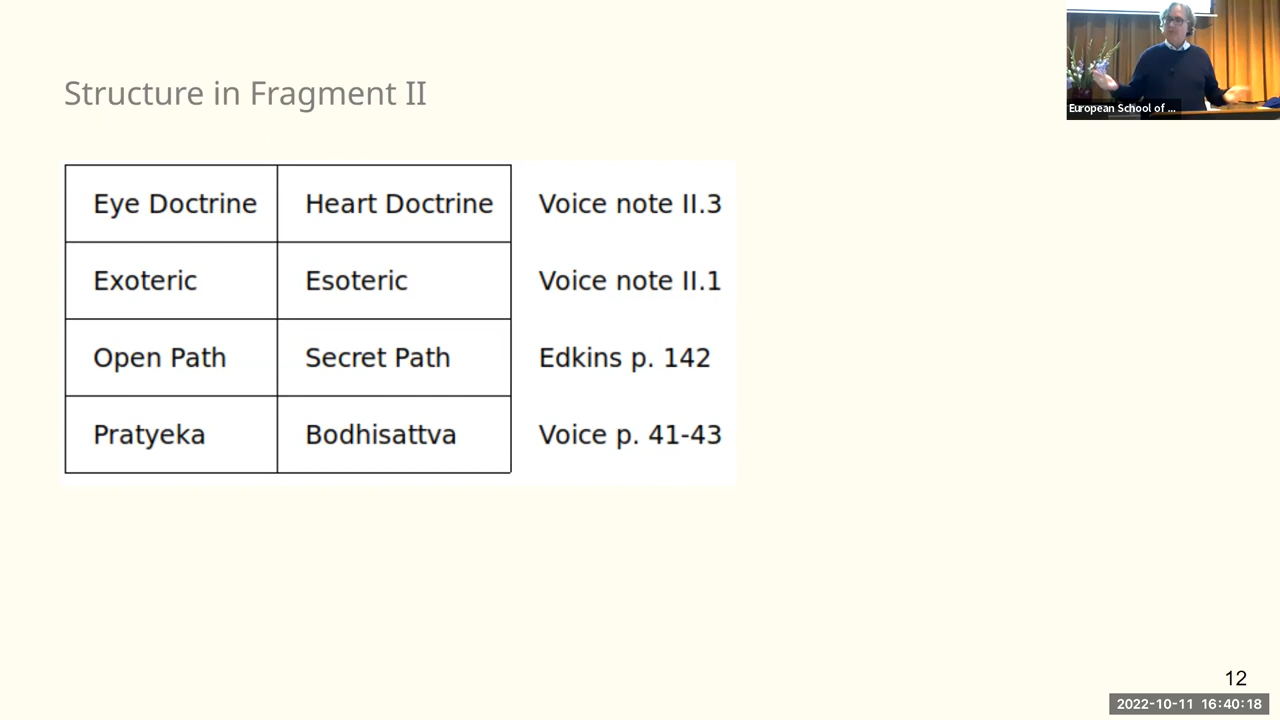 European School of ...
Structure in Fragment II
Eye Doctrine Heart Doctrine Voice note II.3
Exoteric Esoteric Voice note II.1
Open Path Secret Path Edkins p. 142
Pratyeka Bodhisattva Voice p. 41-43
12
2022-10-11 16:40:18